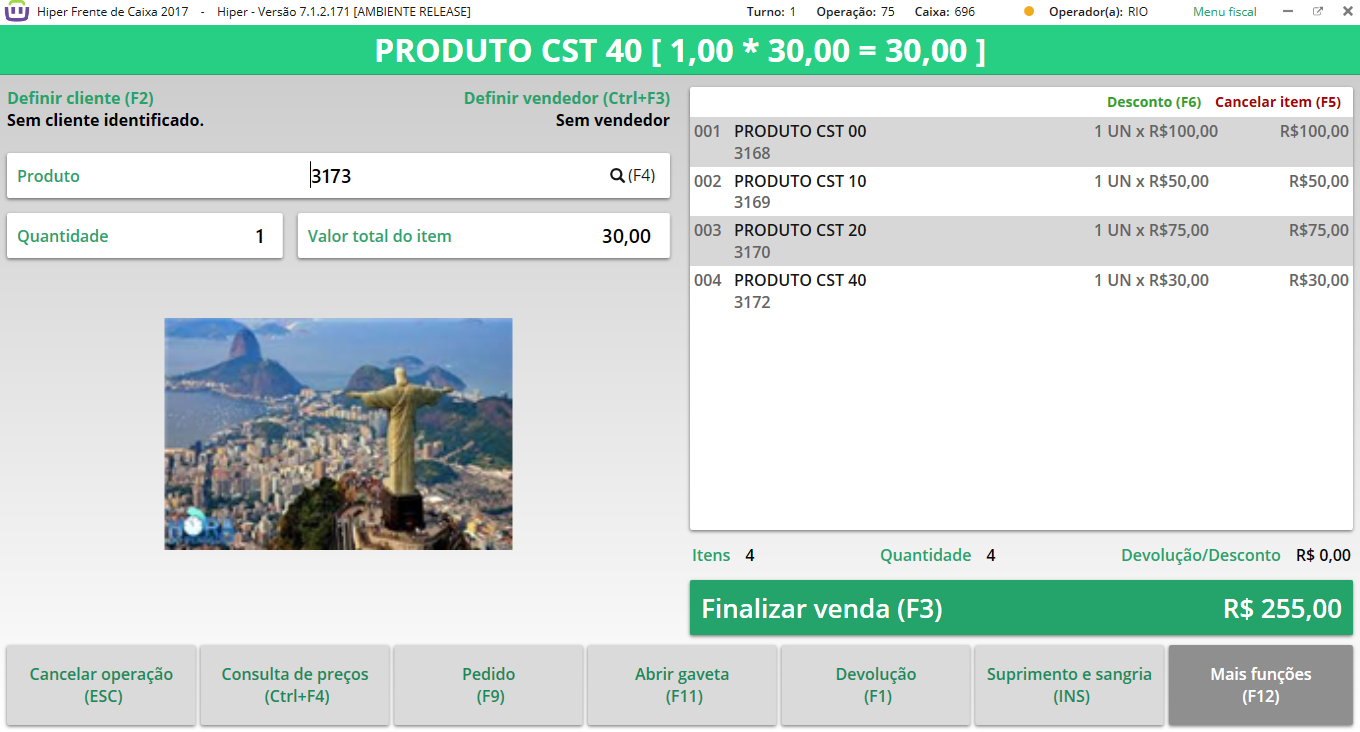 Hiper Frente de Caixa 2017 - Hiper - Versão 7.1.2.171 [AMBIENTE RELEASE] Turno: 1 Operação: 75 Caixa: 696 Operador(a): RIO Menu fiscal
PRODUTO CST 40 [ 1,00 * 30,00 = 30,00 ]
Definir cliente (F2) Definir vendedor (Ctrl+F3)
Sem cliente identificado. Sem vendedor
Produto 3173 (F4)
Quantidade 1 Valor total do item 30,00
HORA
Desconto (F6) Cancelar item (F5)
001 PRODUTO CST 00 1 UN x R$100,00 R$100,00
3168
002 PRODUTO CST 10 1 UN x R$50,00 R$50,00
3169
003 PRODUTO CST 20 1 UN x R$75,00 R$75,00
3170
004 PRODUTO CST 40 1 UN x R$30,00 R$30,00
3172
Itens 4 Quantidade 4 Devolução/Desconto R$ 0,00
Finalizar venda (F3) R$ 255,00
Cancelar operação (ESC)
Consulta de preços (Ctrl+F4)
Pedido (F9)
Abrir gaveta (F11)
Devolução (F1)
Suprimento e sangria (INS)
Mais funções (F12)